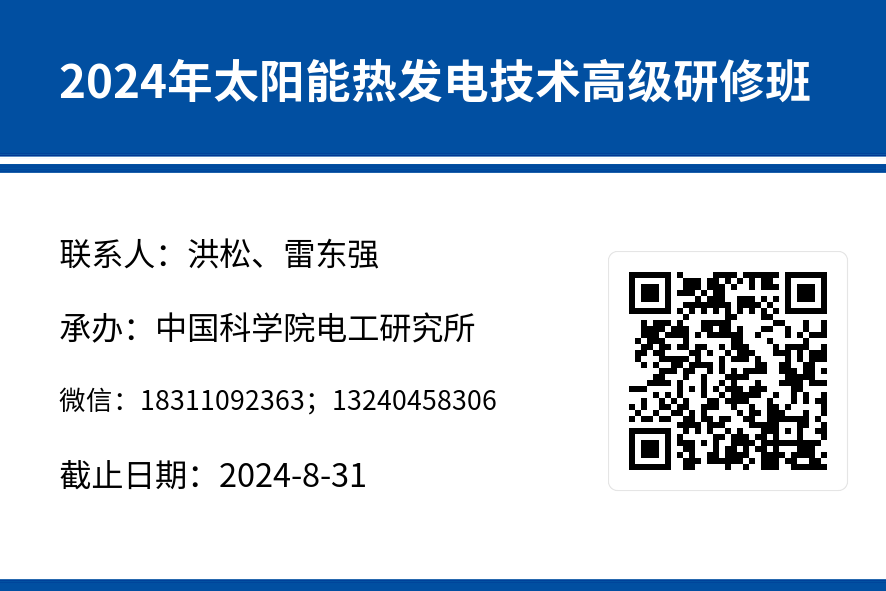 2024年太阳能热发电技术高级研修班
联系人：洪松、雷东强
承办：中国科学院电工研究所
微信：18311092363；13240458306
截止日期：2024-8-31